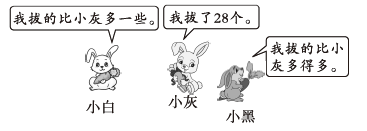 我拔的比小灰多一些。
我拔了28个。
我拔的比小
灰多得多。
小白
小灰
小黑